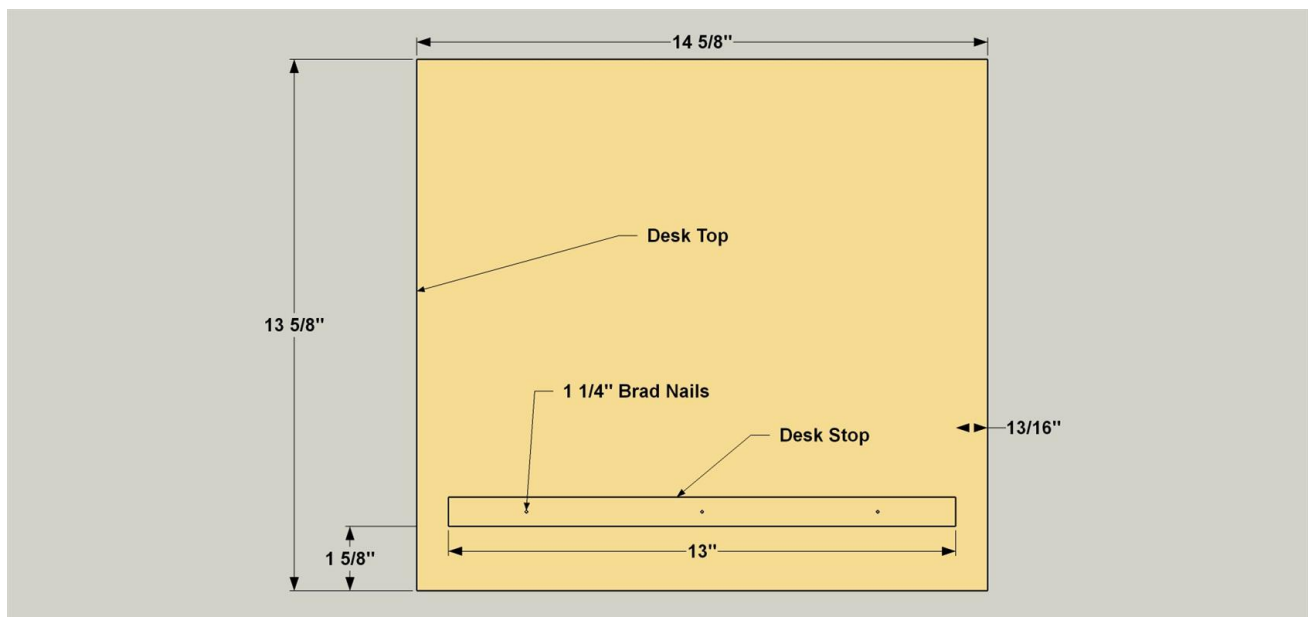 14 5/8"
Desk Top
13 5/8"
1 1/4" Brad Nails
Desk Stop
13/16"
1 5/8"
13"